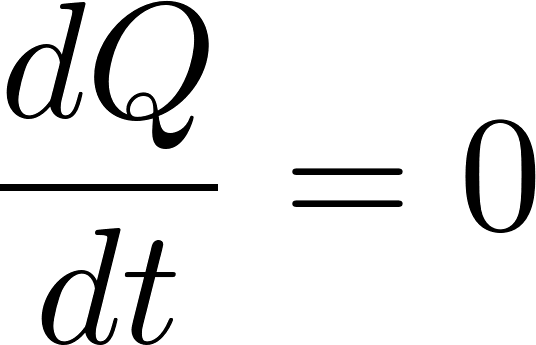 dQ
dt = 0